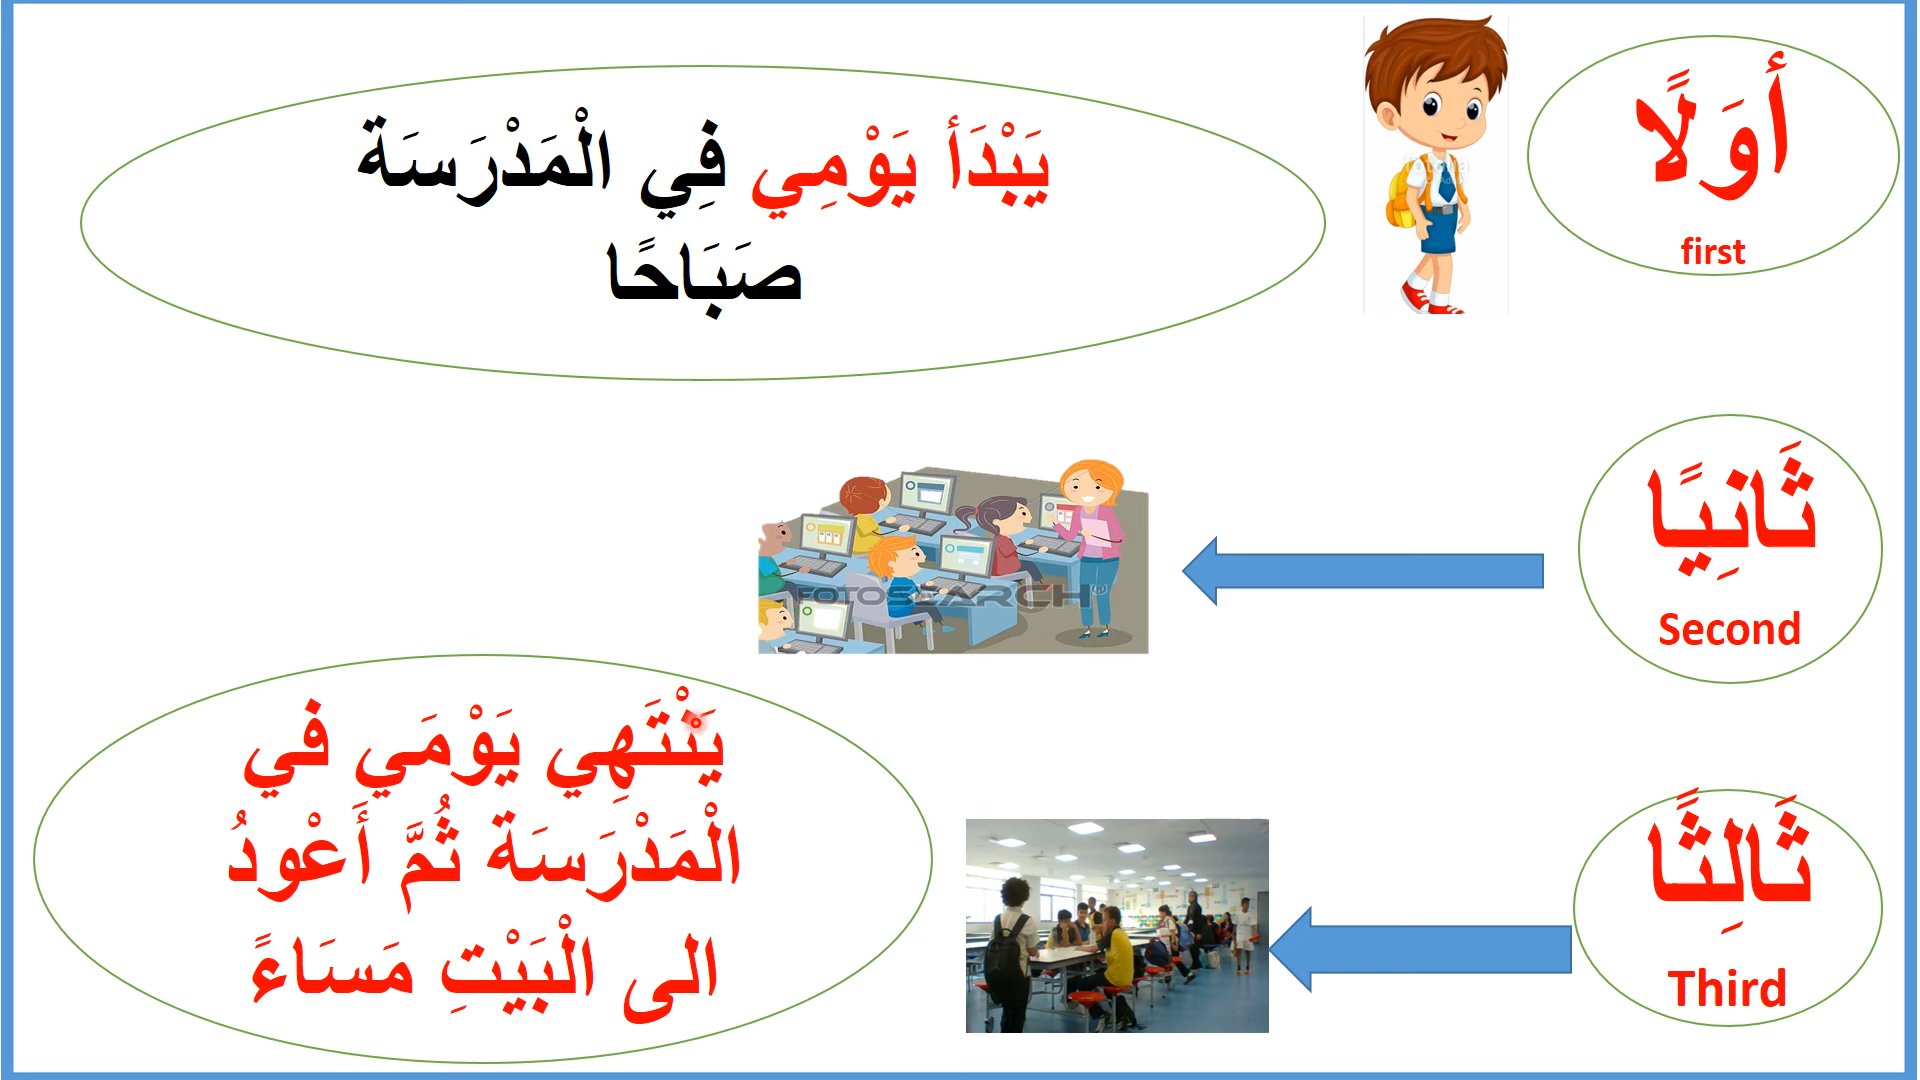 أَوَلًا
first
يَبْدَأ يَوْمِي فِي الْمَدْرَسَة
صَبَاحًا
ثَانِيًا
Second
FOTOSEARCH®
ثَالِثًا
Third
يَنْتَهِي يَوْمَي في
الْمَدْرَسَة ثُمَّ أَعْودُ
الى الْبَيْتِ مَسَاءً